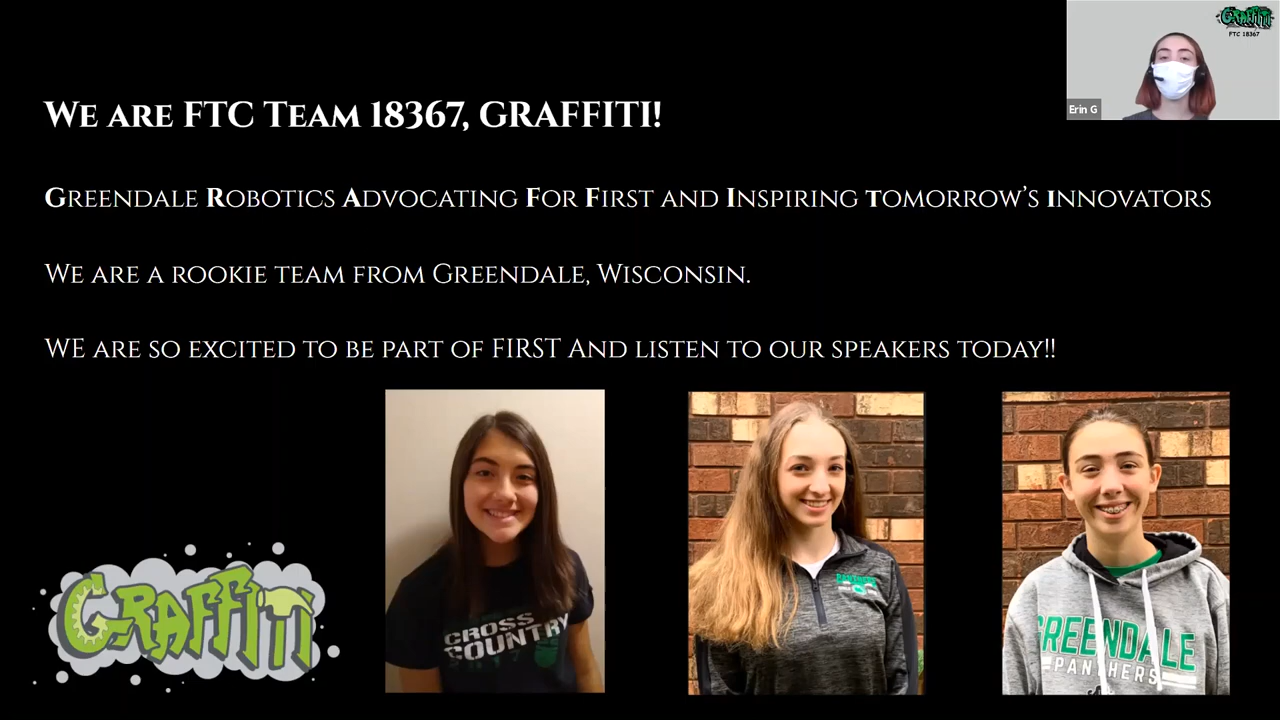 GRAFFITI
FTC 18367
Erin G
We are FTC Team 18367, GRAFFITI!
Greendale Robotics Advocating For First and Inspiring Tomorrow's Innovators
We are a rookie team from Greendale, Wisconsin.
We are so excited to be part of FIRST And listen to our speakers today!!
GRAFFITI
CROSS
COUNTRY
PANTHERS
GREENDALE
PANTHERS